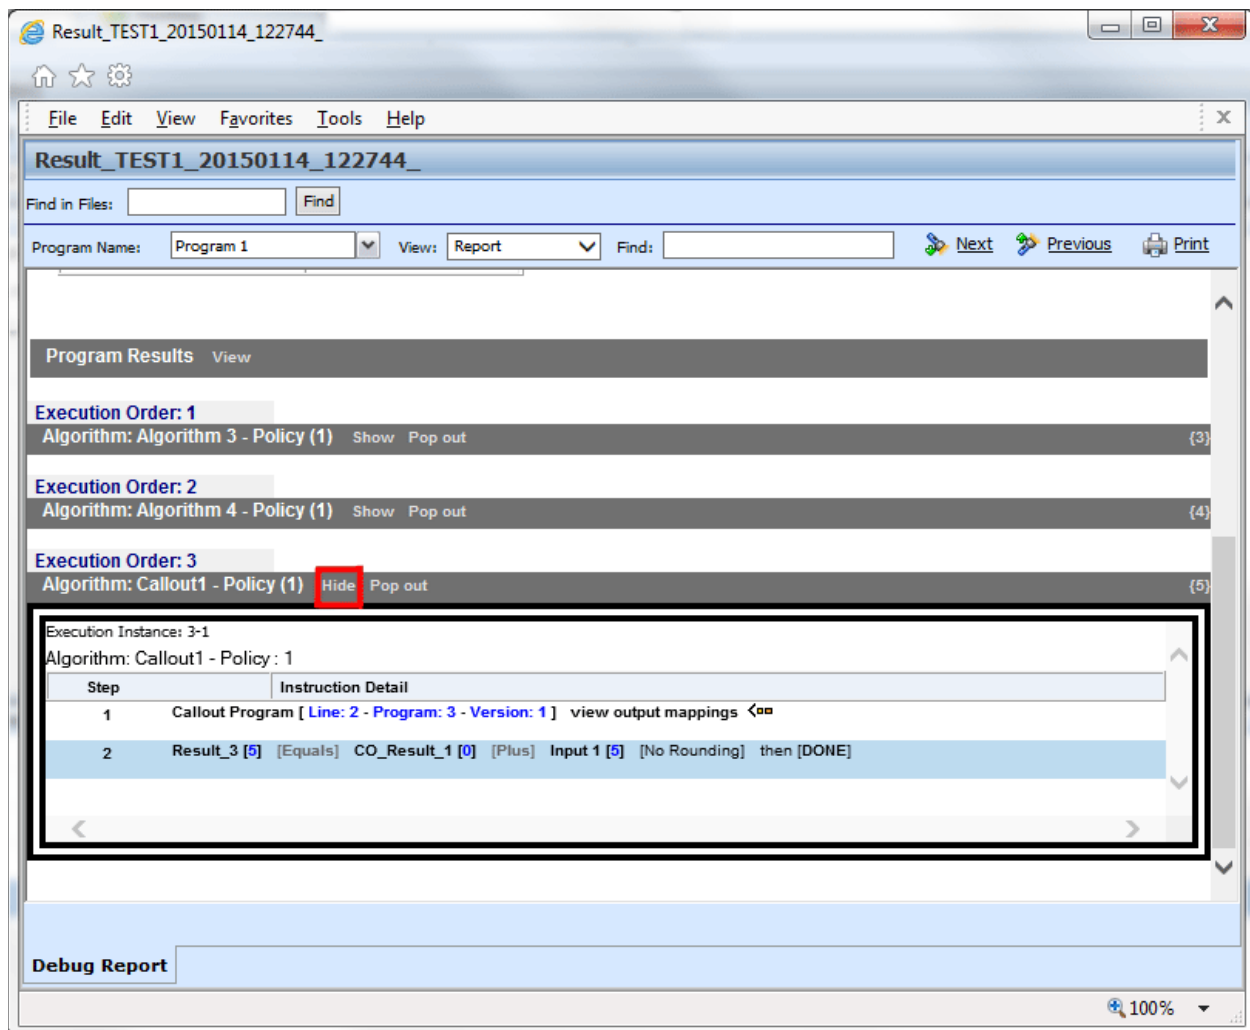 Result_TEST1_20150114_122744_
File Edit View Favorites Tools Help
Result_TEST1_20150114_122744_
Find in Files: Find
Program Name: Program 1 View: Report Find: Next Previous Print
Program Results View
Execution Order: 1
Algorithm: Algorithm 3 - Policy (1) Show Pop out {3}
Execution Order: 2
Algorithm: Algorithm 4 - Policy (1) Show Pop out {4}
Execution Order: 3
Algorithm: Callout1 - Policy (1) Hide Pop out {5}
Execution Instance: 3-1
Algorithm: Callout1 - Policy : 1
Step Instruction Detail
1 Callout Program [ Line: 2 - Program: 3 - Version: 1 ] view output mappings
2 Result_3 [5] [Equals] CO_Result_1 [0] [Plus] Input 1 [5] [No Rounding] then [DONE]
Debug Report
100%